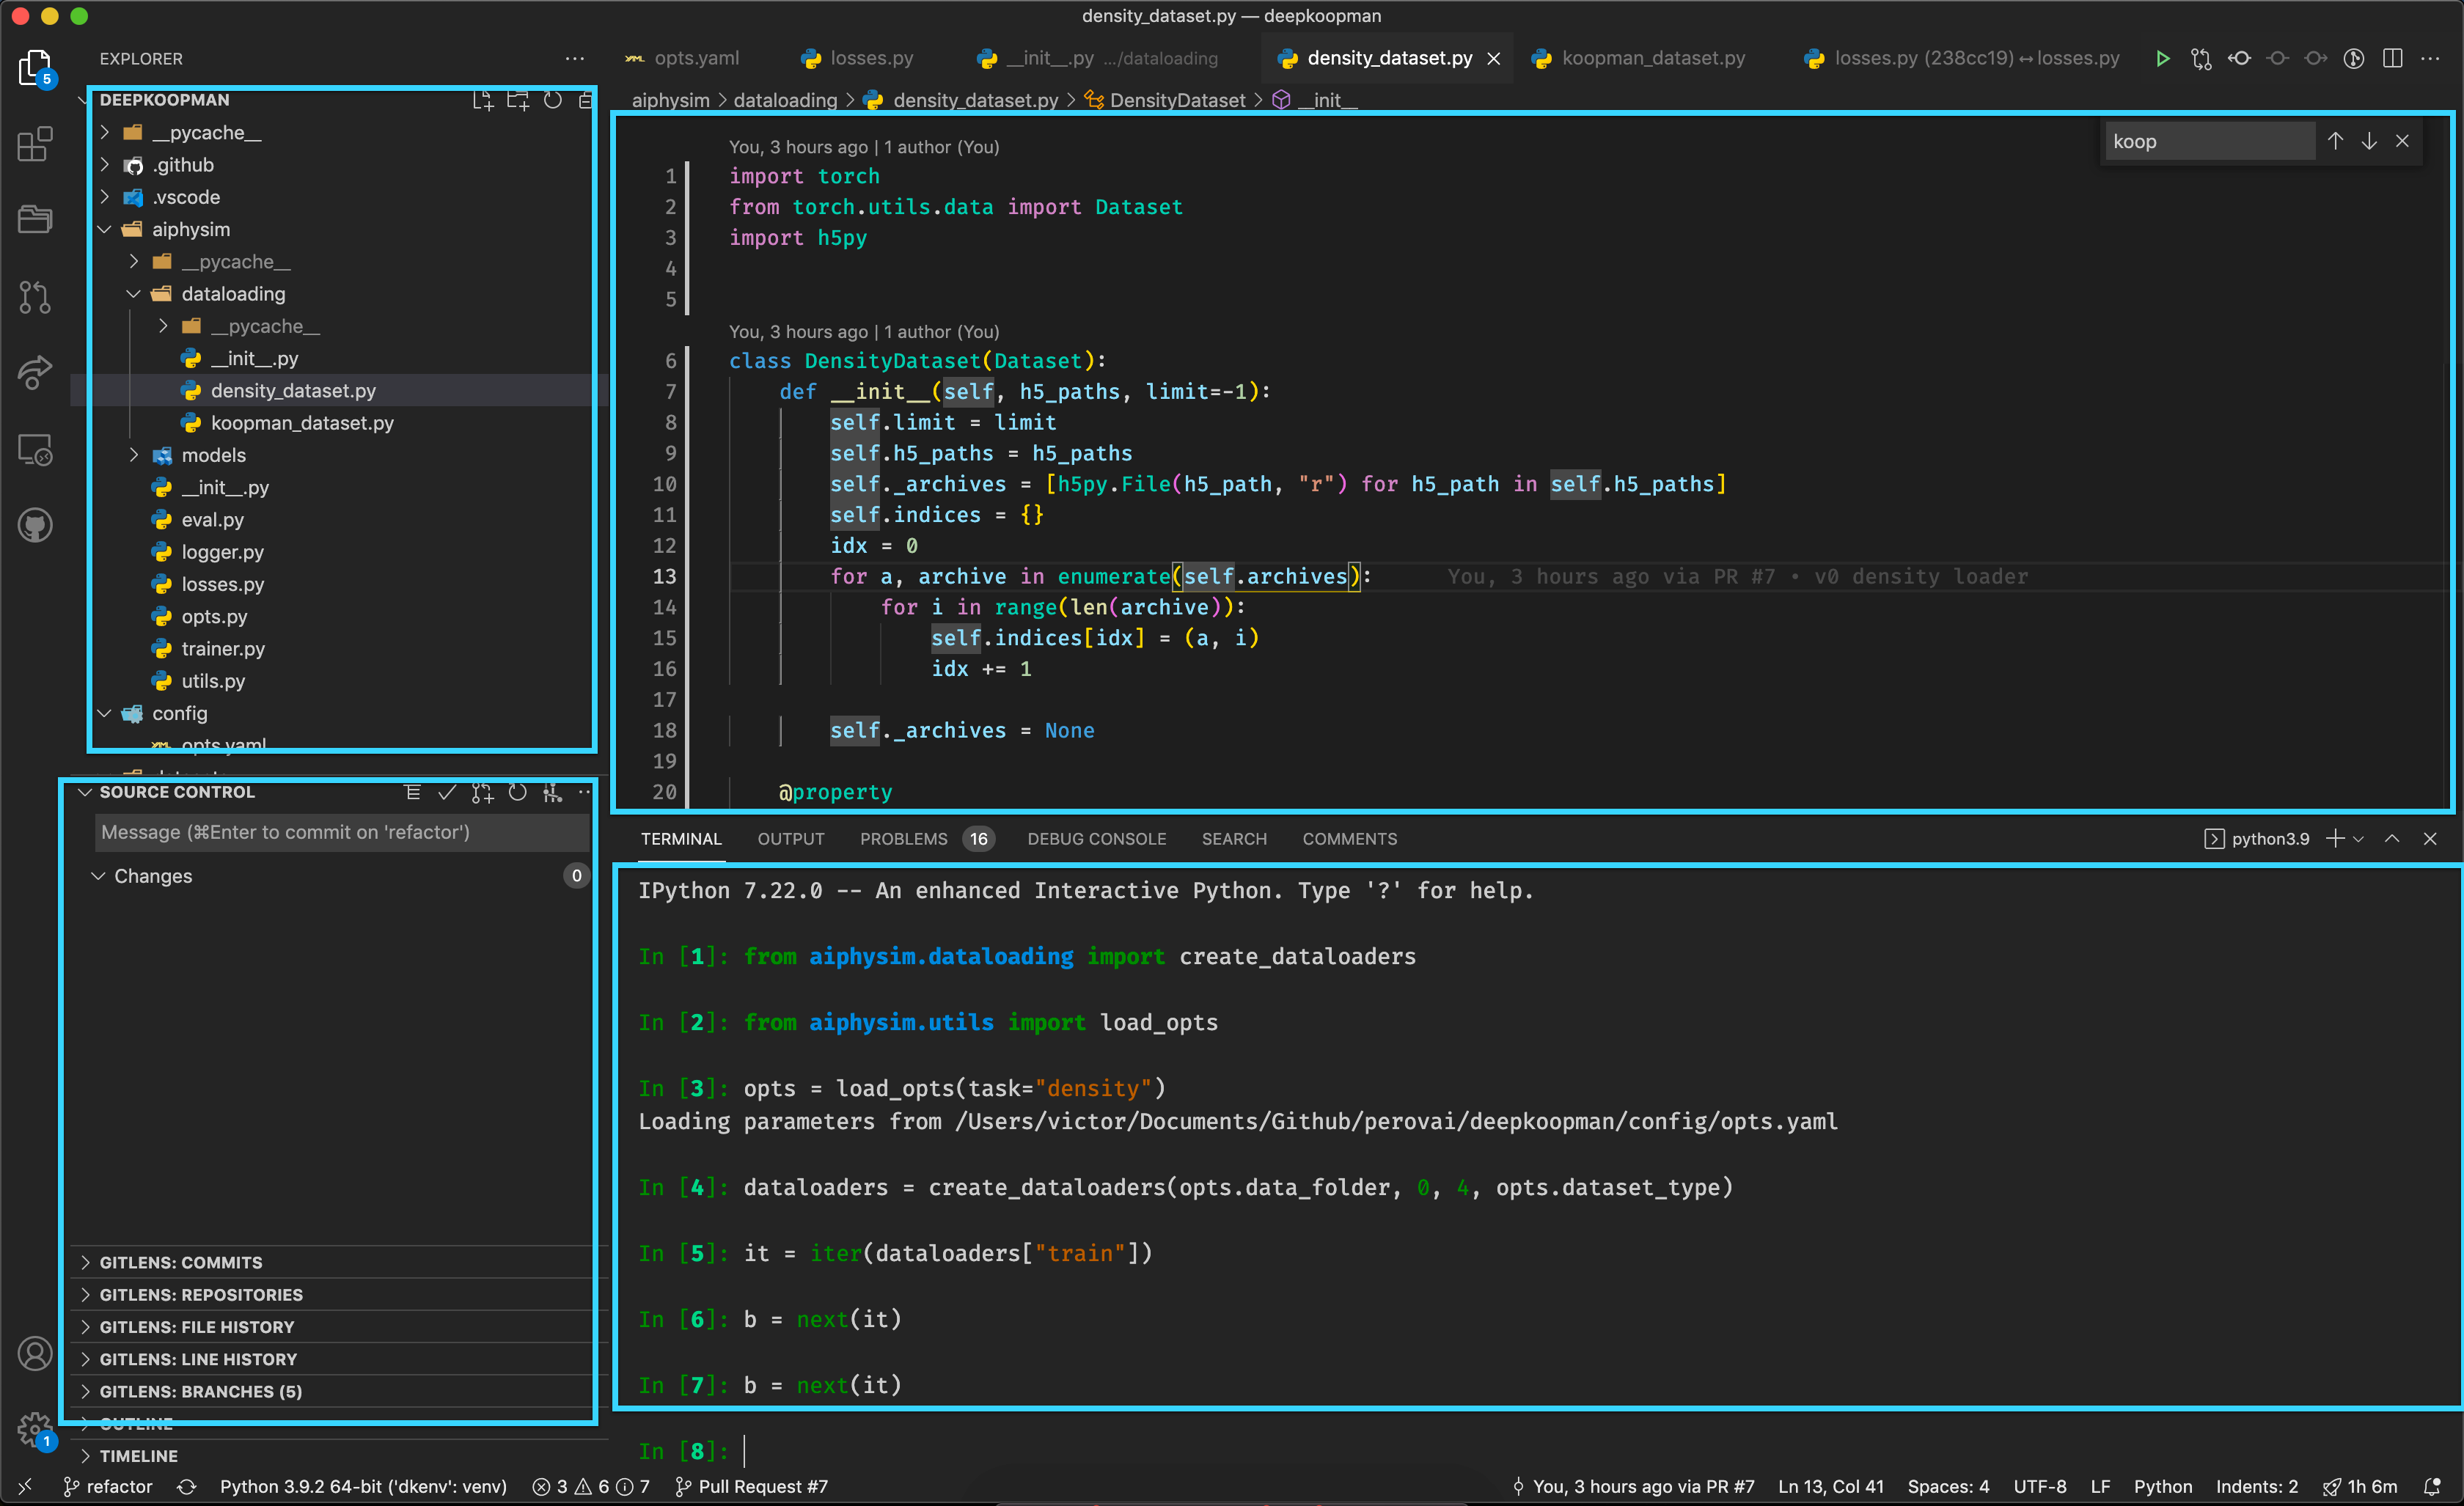 density_dataset.py — deepkoopman
EXPLORER
opts.yaml
losses.py
__init__.py .../dataloading
density_dataset.py
koopman_dataset.py
losses.py (238cc19) ↔ losses.py
5
DEEPKOOPMAN
__pycache__
.github
.vscode
aiphysim
__pycache__
dataloading
__pycache__
__init__.py
density_dataset.py
koopman_dataset.py
models
__init__.py
eval.py
logger.py
losses.py
opts.py
trainer.py
utils.py
config
opts.yaml
SOURCE CONTROL
Message (⌘Enter to commit on 'refactor')
Changes 0
GITLENS: COMMITS
GITLENS: REPOSITORIES
GITLENS: FILE HISTORY
GITLENS: LINE HISTORY
GITLENS: BRANCHES (5)
OUTLINE
TIMELINE
1
aiphysim > dataloading > density_dataset.py > DensityDataset > __init__
koop
You, 3 hours ago | 1 author (You)
1 import torch
2 from torch.utils.data import Dataset
3 import h5py
4
5
You, 3 hours ago | 1 author (You)
6 class DensityDataset(Dataset):
7 def __init__(self, h5_paths, limit=-1):
8 self.limit = limit
9 self.h5_paths = h5_paths
10 self._archives = [h5py.File(h5_path, "r") for h5_path in self.h5_paths]
11 self.indices = {}
12 idx = 0
13 for a, archive in enumerate(self.archives): You, 3 hours ago via PR #7 • v0 density loader
14 for i in range(len(archive)):
15 self.indices[idx] = (a, i)
16 idx += 1
17
18 self._archives = None
19
20 @property
TERMINAL OUTPUT PROBLEMS 16 DEBUG CONSOLE SEARCH COMMENTS
python3.9
IPython 7.22.0 -- An enhanced Interactive Python. Type '?' for help.
In [1]: from aiphysim.dataloading import create_dataloaders
In [2]: from aiphysim.utils import load_opts
In [3]: opts = load_opts(task="density")
Loading parameters from /Users/victor/Documents/Github/perovai/deepkoopman/config/opts.yaml
In [4]: dataloaders = create_dataloaders(opts.data_folder, 0, 4, opts.dataset_type)
In [5]: it = iter(dataloaders["train"])
In [6]: b = next(it)
In [7]: b = next(it)
In [8]:
refactor Python 3.9.2 64-bit ('dkenv': venv) 3 6 7 Pull Request #7 You, 3 hours ago via PR #7 Ln 13, Col 41 Spaces: 4 UTF-8 LF Python Indents: 2 1h 6m